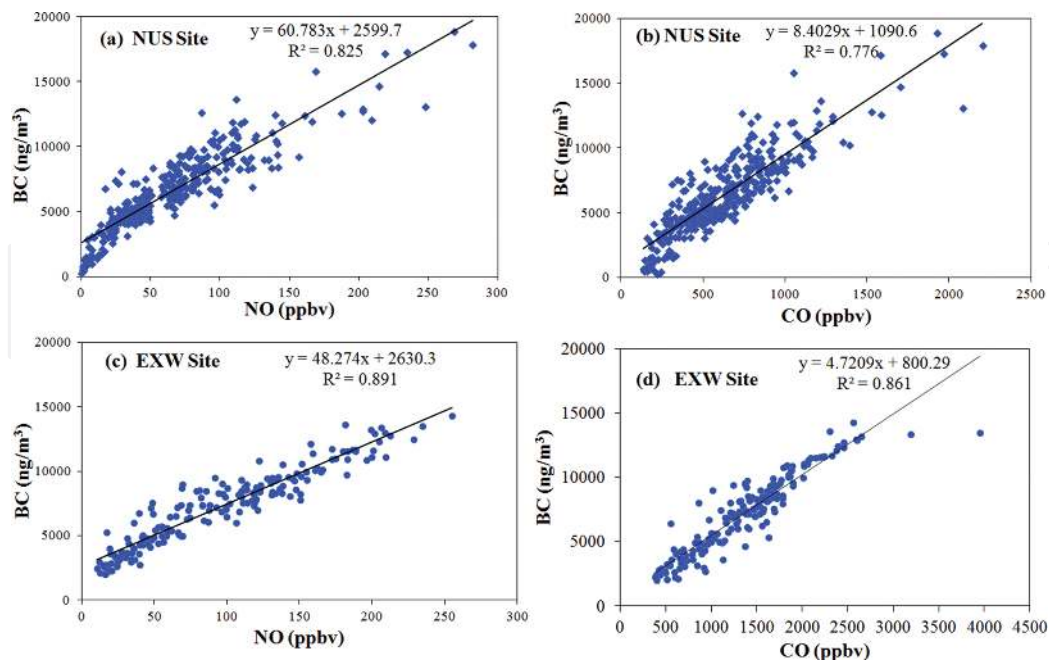 (a) NUS Site
y = 60.783x + 2599.7
R² = 0.825
BC (ng/m³)
20000
15000
10000
5000
0
0 50 100 150 200 250 300
NO (ppbv)
(b) NUS Site
y = 8.4029x + 1090.6
R² = 0.776
BC (ng/m³)
20000
15000
10000
5000
0
0 500 1000 1500 2000 2500
CO (ppbv)
(c) EXW Site
y = 48.274x + 2630.3
R² = 0.891
BC (ng/m³)
20000
15000
10000
5000
0
0 50 100 150 200 250 300
NO (ppbv)
(d) EXW Site
y = 4.7209x + 800.29
R² = 0.861
BC (ng/m³)
20000
15000
10000
5000
0
0 500 1000 1500 2000 2500 3000 3500 4000 4500
CO (ppbv)